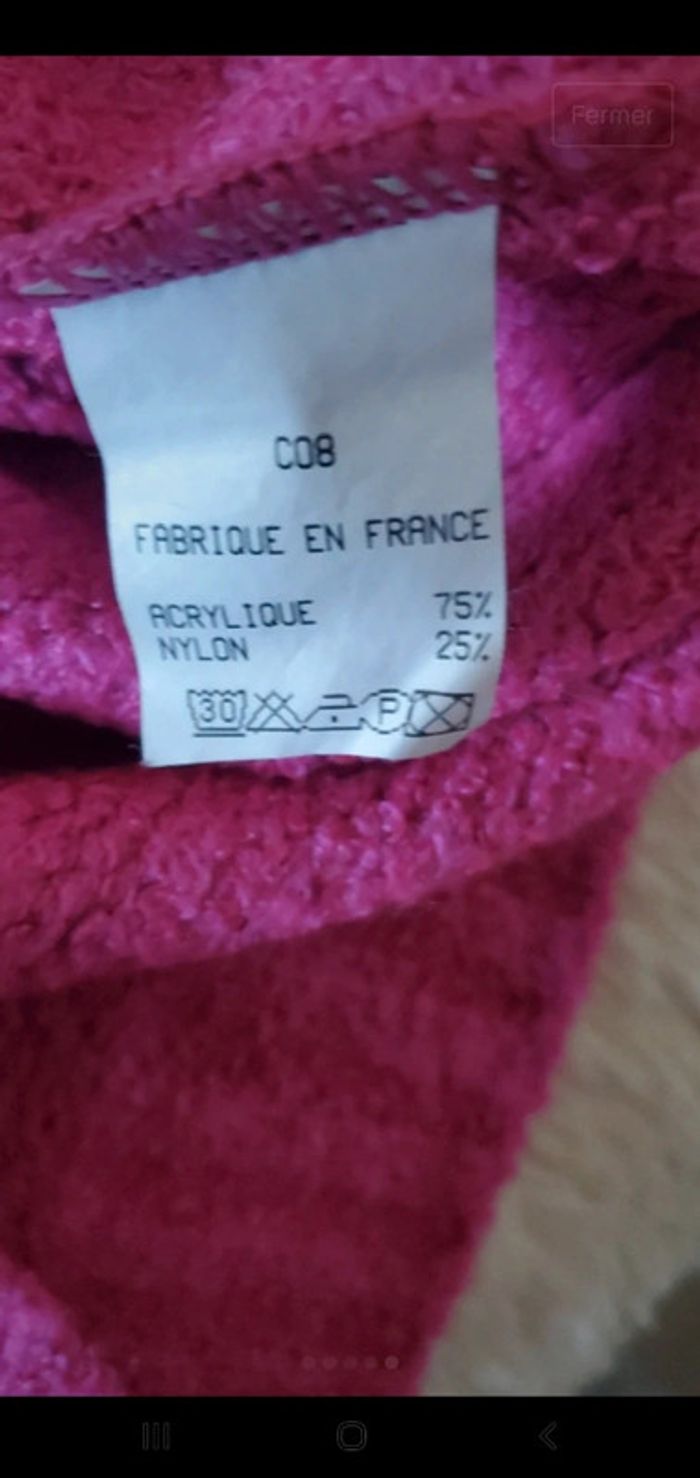 Fermer
C08
FABRIQUE EN FRANCE
ACRYLIQUE 75%
NYLON 25%
30 P